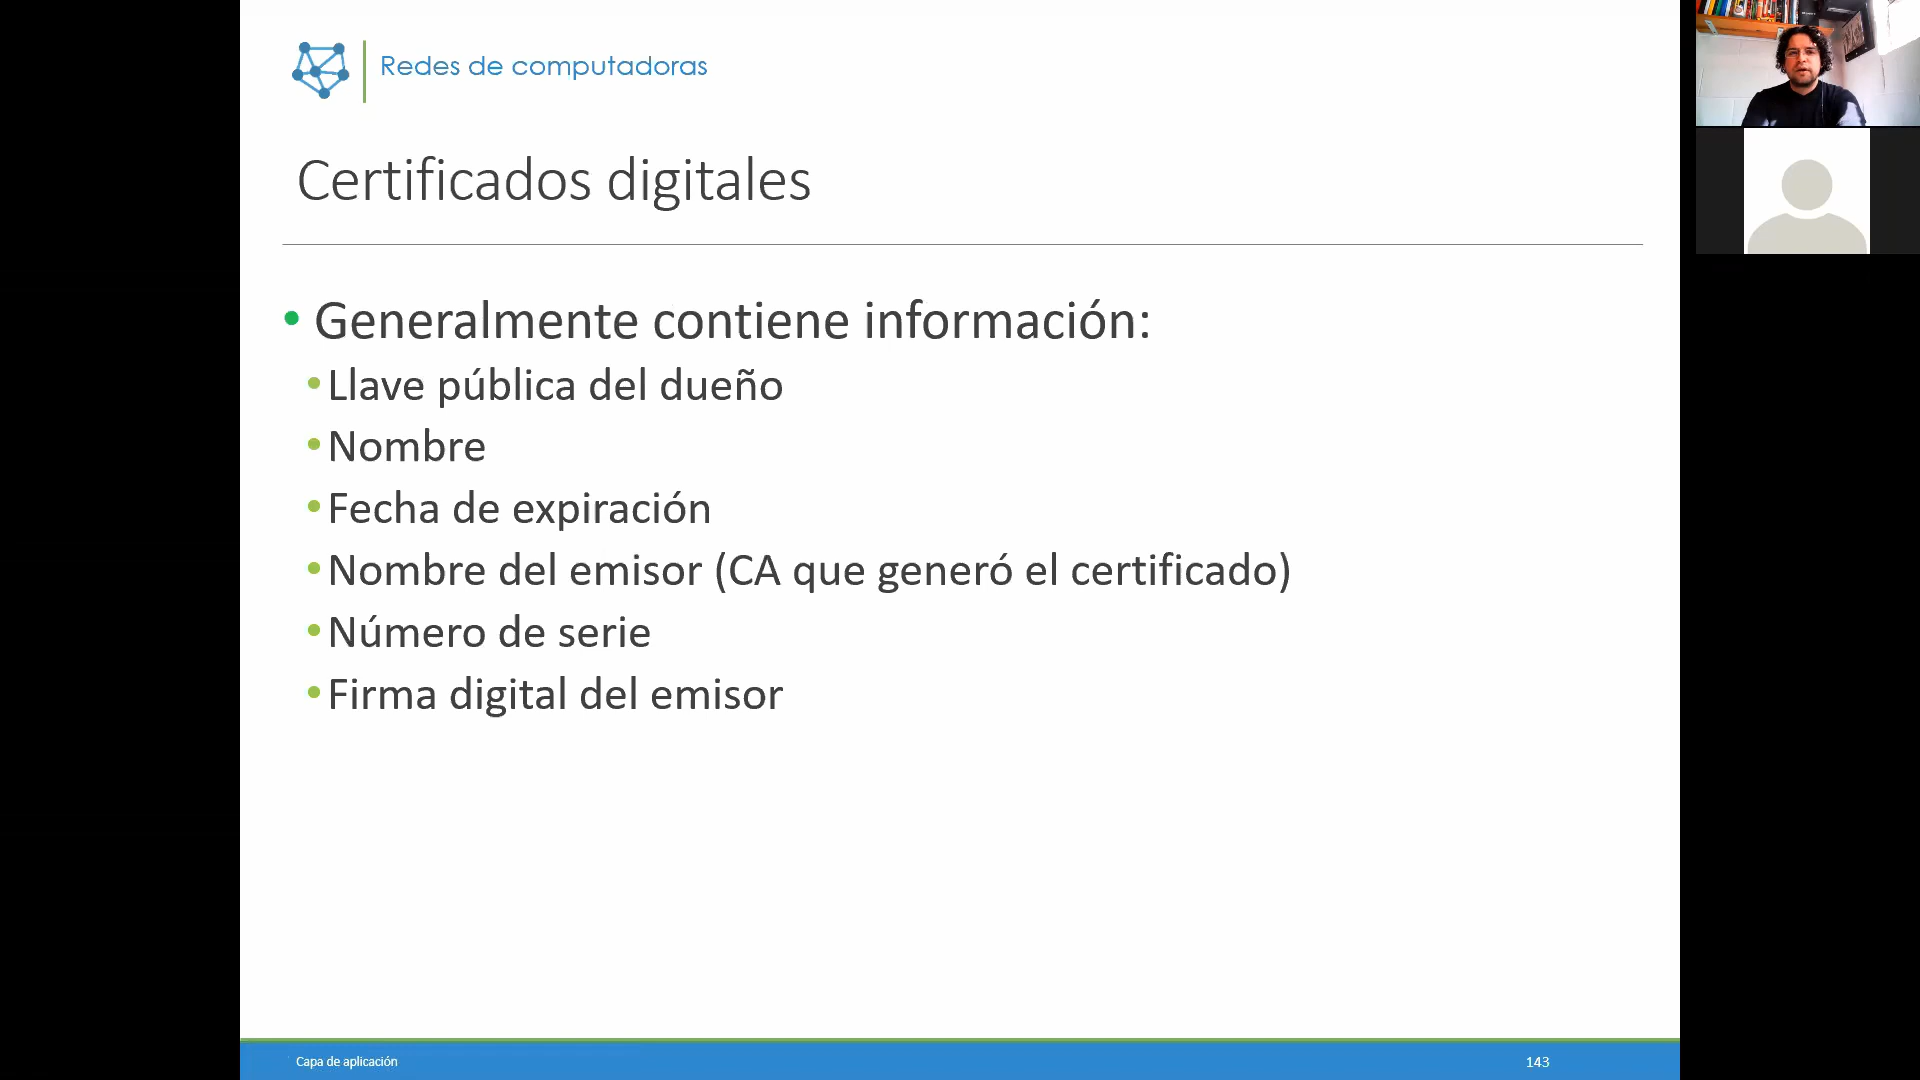 Redes de computadoras
Certificados digitales
• Generalmente contiene información:
• Llave pública del dueño
• Nombre
• Fecha de expiración
• Nombre del emisor (CA que generó el certificado)
• Número de serie
• Firma digital del emisor
Capa de aplicación
143